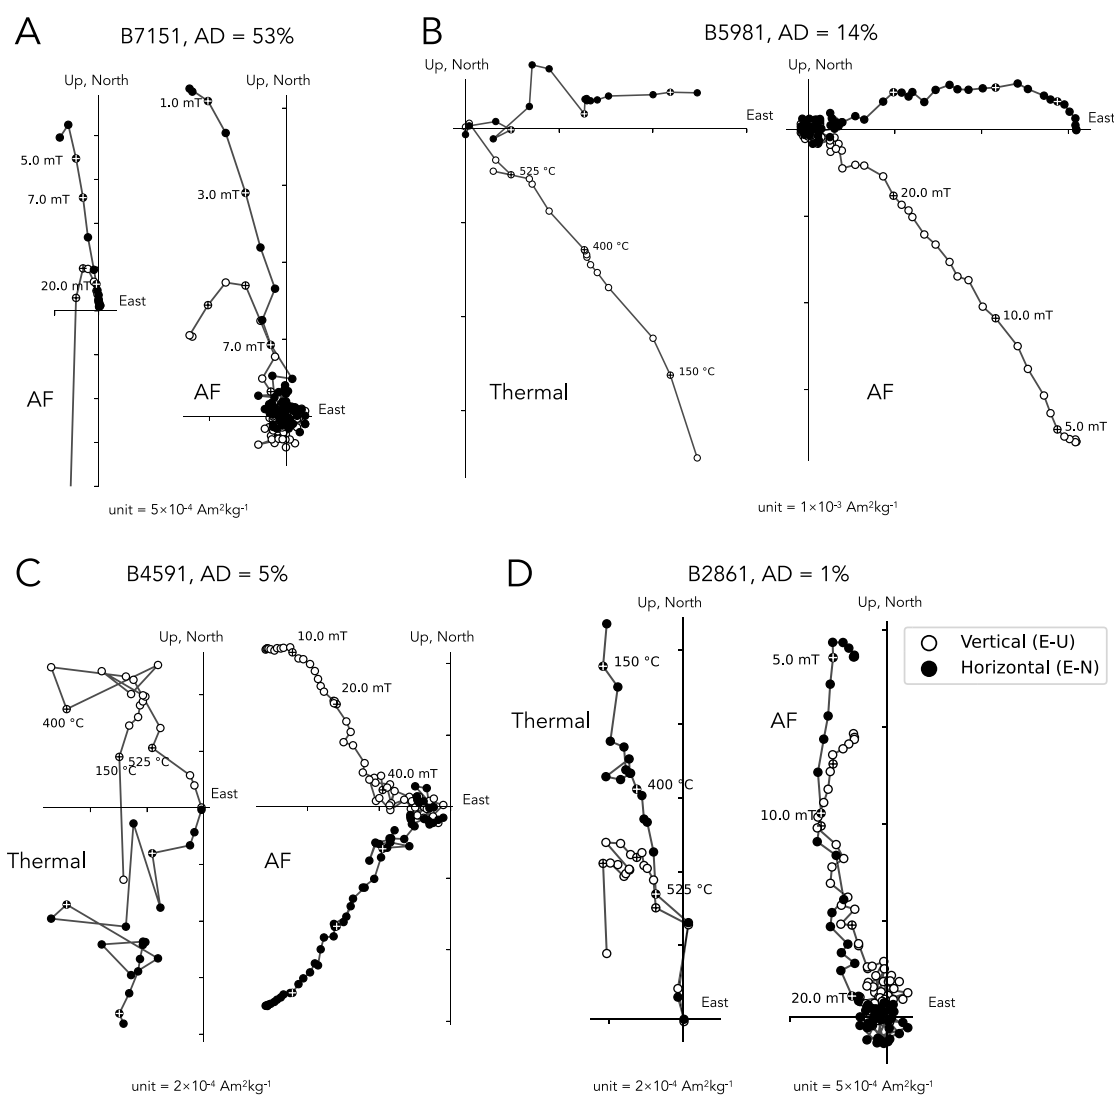 A
B7151, AD = 53%
Up, North
Up, North
1.0 mT
5.0 mT
3.0 mT
7.0 mT
20.0 mT
East
7.0 mT
AF
AF
East
unit = 5×10⁻⁴ Am²kg⁻¹
B
B5981, AD = 14%
Up, North
Up, North
East
East
525 °C
20.0 mT
400 °C
10.0 mT
150 °C
Thermal
AF
5.0 mT
unit = 1×10⁻³ Am²kg⁻¹
C
B4591, AD = 5%
Up, North
Up, North
10.0 mT
20.0 mT
400 °C
525 °C
150 °C
40.0 mT
East
East
Thermal
AF
unit = 2×10⁻⁴ Am²kg⁻¹
D
B2861, AD = 1%
Up, North
Up, North
Vertical (E-U)
Horizontal (E-N)
150 °C
5.0 mT
Thermal
AF
400 °C
10.0 mT
525 °C
20.0 mT
East
East
unit = 2×10⁻⁴ Am²kg⁻¹
unit = 5×10⁻⁴ Am²kg⁻¹